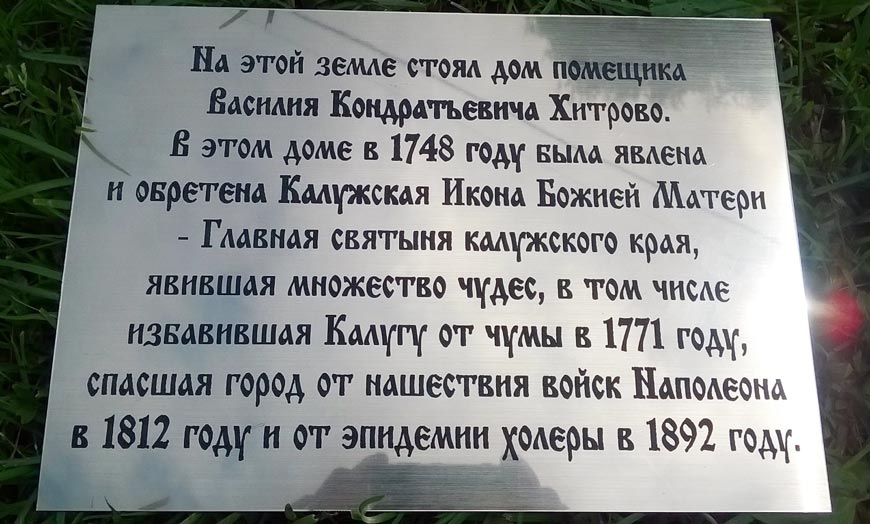 На этой земле стоял дом помещика
Василия Кондратьевича Хитрово.
В этом доме в 1748 году была явлена
и обретена Калужская Икона Божией Матери
- Главная святыня калужского края,
явившая множество чудес, в том числе
избавившая Калугу от чумы в 1771 году,
спасшая город от нашествия войск Наполеона
в 1812 году и от эпидемии холеры в 1892 году.